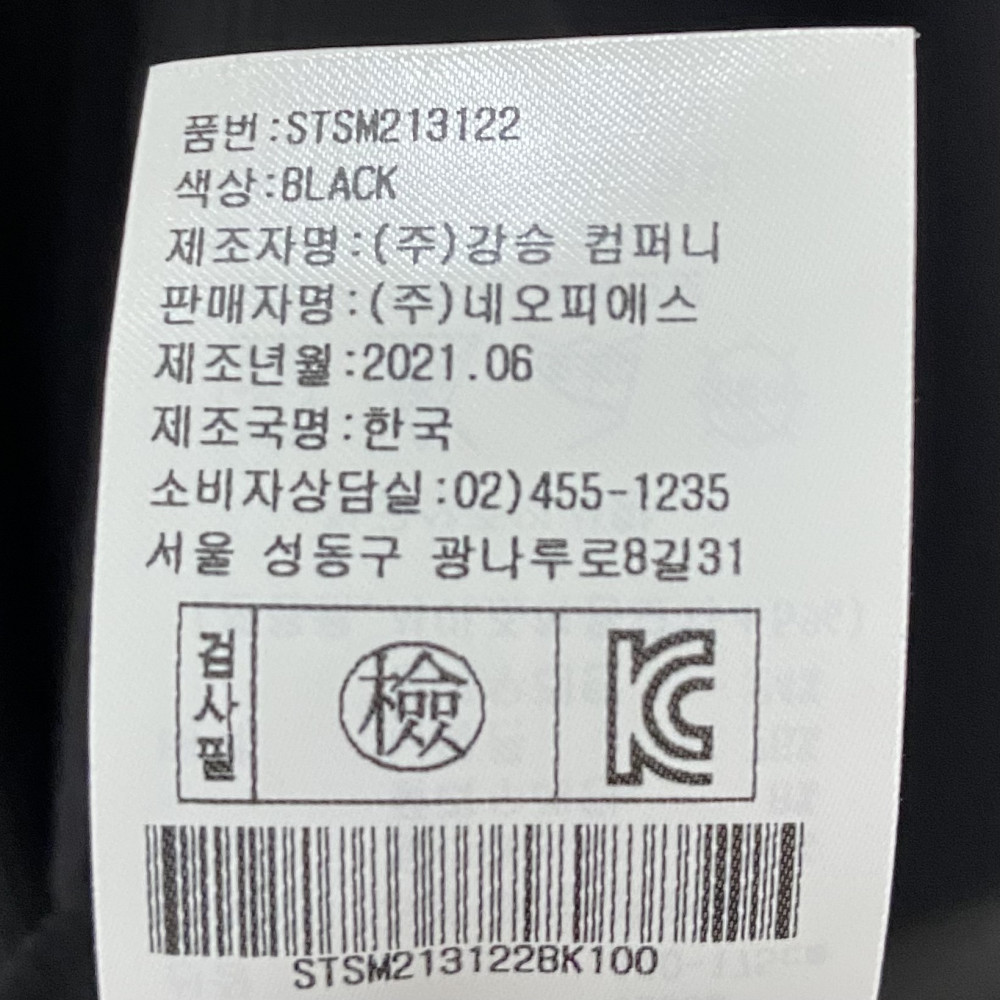 품번:STSM213122
색상:BLACK
제조자명:(주)강승 컴퍼니
판매자명:(주)네오피에스
제조년월:2021.06
제조국명:한국
소비자상담실:02)455-1235
서울 성동구 광나루로8길31
검사필
檢
KC
STSM213122BK100